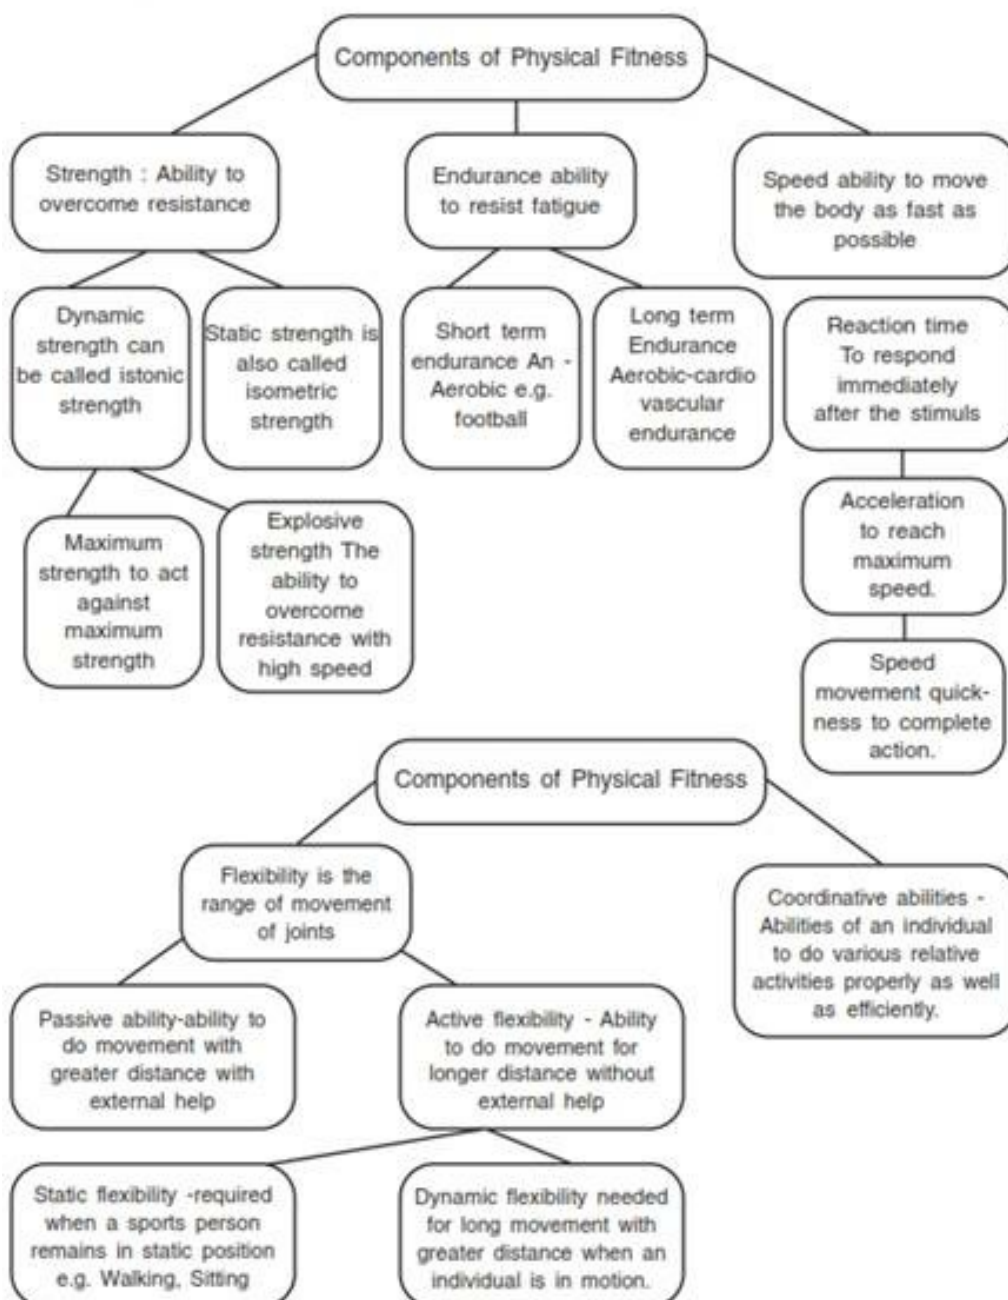 Components of Physical Fitness
Strength : Ability to
overcome resistance
Endurance ability
to resist fatigue
Speed ability to move
the body as fast as
possible
Dynamic
strength can
be called istonic
strength
Static strength is
also called
isometric
strength
Short term
endurance An -
Aerobic e.g.
football
Long term
Endurance
Aerobic-cardio
vascular
endurance
Reaction time
To respond
immediately
after the stimuls
Maximum
strength to act
against
maximum
strength
Explosive
strength The
ability to
overcome
resistance with
high speed
Acceleration
to reach
maximum
speed.
Speed
movement quick-
ness to complete
action.
Components of Physical Fitness
Flexibility is the
range of movement
of joints
Coordinative abilities -
Abilities of an individual
to do various relative
activities properly as well
as efficiently.
Passive ability-ability to
do movement with
greater distance with
external help
Active flexibility - Ability
to do movement for
longer distance without
external help
Static flexibility -required
when a sports person
remains in static position
e.g. Walking, Sitting
Dynamic flexibility needed
for long movement with
greater distance when an
individual is in motion.